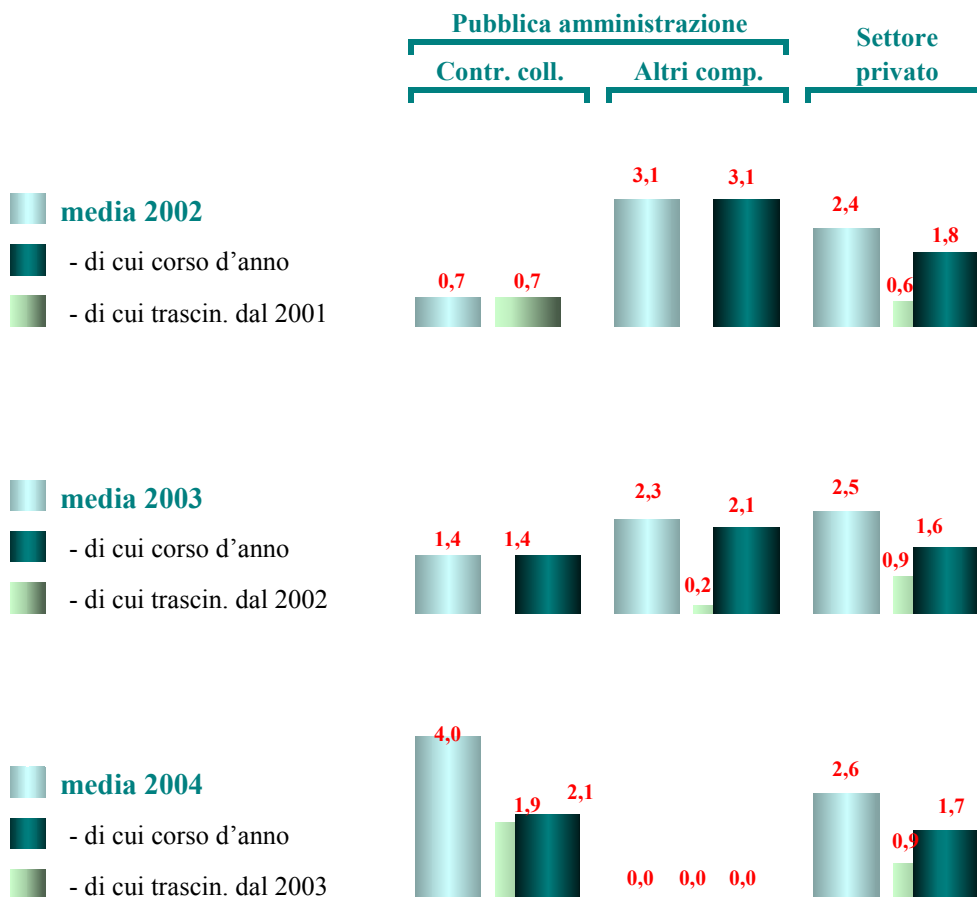 Pubblica amministrazione
Settore privato
Contr. coll.
Altri comp.
3,1
3,1
2,4
media 2002
1,8
- di cui corso d'anno
0,7
0,7
0,6
- di cui trascin. dal 2001
2,3
2,5
media 2003
2,1
1,6
- di cui corso d'anno
1,4
1,4
0,9
0,2
- di cui trascin. dal 2002
4,0
2,6
media 2004
1,9
2,1
1,7
- di cui corso d'anno
0,9
- di cui trascin. dal 2003
0,0
0,0
0,0